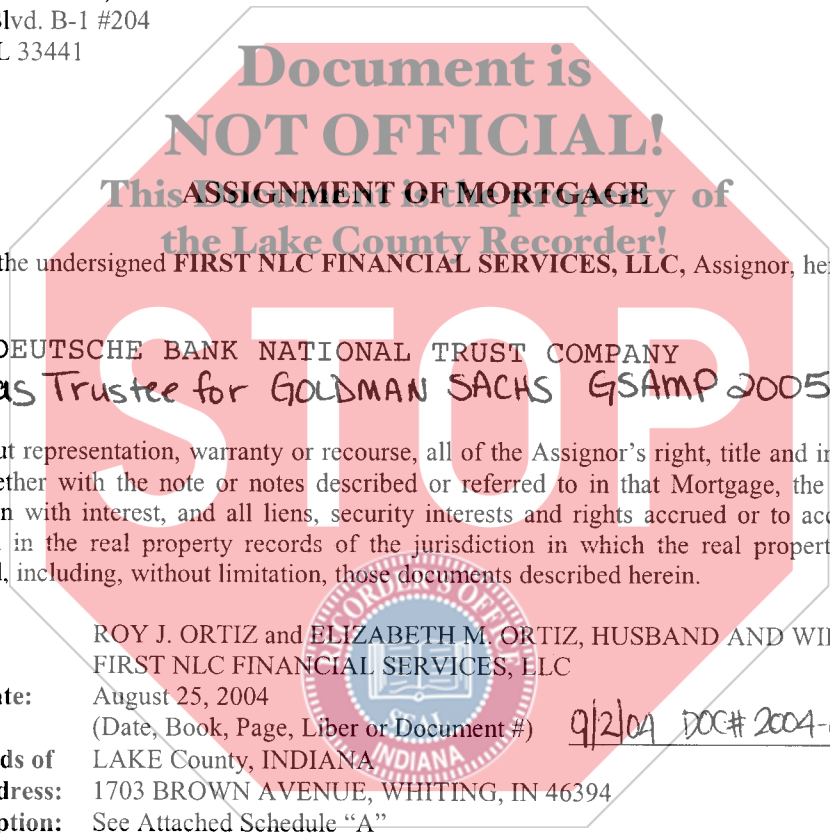 lvd. B-1 #204
L 33441
Document is
NOT OFFICIAL!
ASSIGNMENT OF MORTGAGE
This Document is the property of
the Lake County Recorder!
the undersigned FIRST NLC FINANCIAL SERVICES, LLC, Assignor, he
DEUTSCHE BANK NATIONAL TRUST COMPANY
as Trustee for GOLDMAN SACHS GSAMP 2005
STOP
ut representation, warranty or recourse, all of the Assignor's right, title and in
ether with the note or notes described or referred to in that Mortgage, the
n with interest, and all liens, security interests and rights accrued or to acc
in the real property records of the jurisdiction in which the real propert
, including, without limitation, those documents described herein.
RECORDER'S OFFICE
SEAL
INDIANA
ROY J. ORTIZ and ELIZABETH M. ORTIZ, HUSBAND AND WI
FIRST NLC FINANCIAL SERVICES, LLC
te: August 25, 2004
(Date, Book, Page, Liber or Document #) 9/2/04 DOC# 2004-
ds of LAKE County, INDIANA
dress: 1703 BROWN AVENUE, WHITING, IN 46394
ption: See Attached Schedule "A"